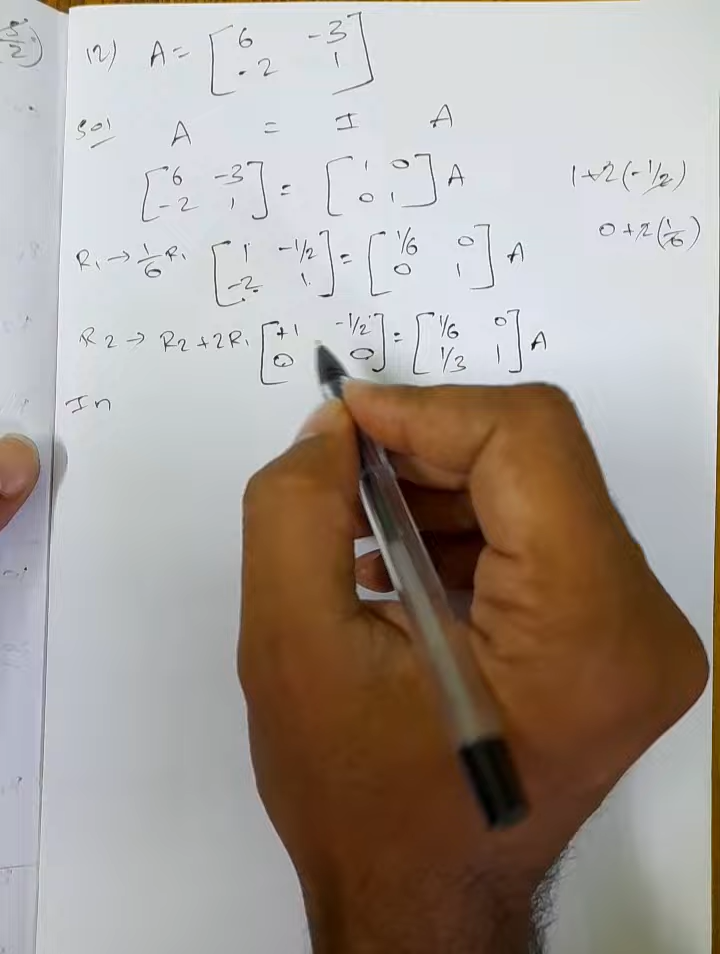 12) A = [6 -3
-2 1]
Sol A = I A
[6 -3
-2 1] = [1 0
0 1] A
1+2(-1/2)
0+2(1/6)
R1 → 1/6 R1 [1 -1/2
-2 1] = [1/6 0
0 1] A
R2 → R2 + 2R1 [+1 -1/2
0 0] = [1/6 0
1/3 1] A
In